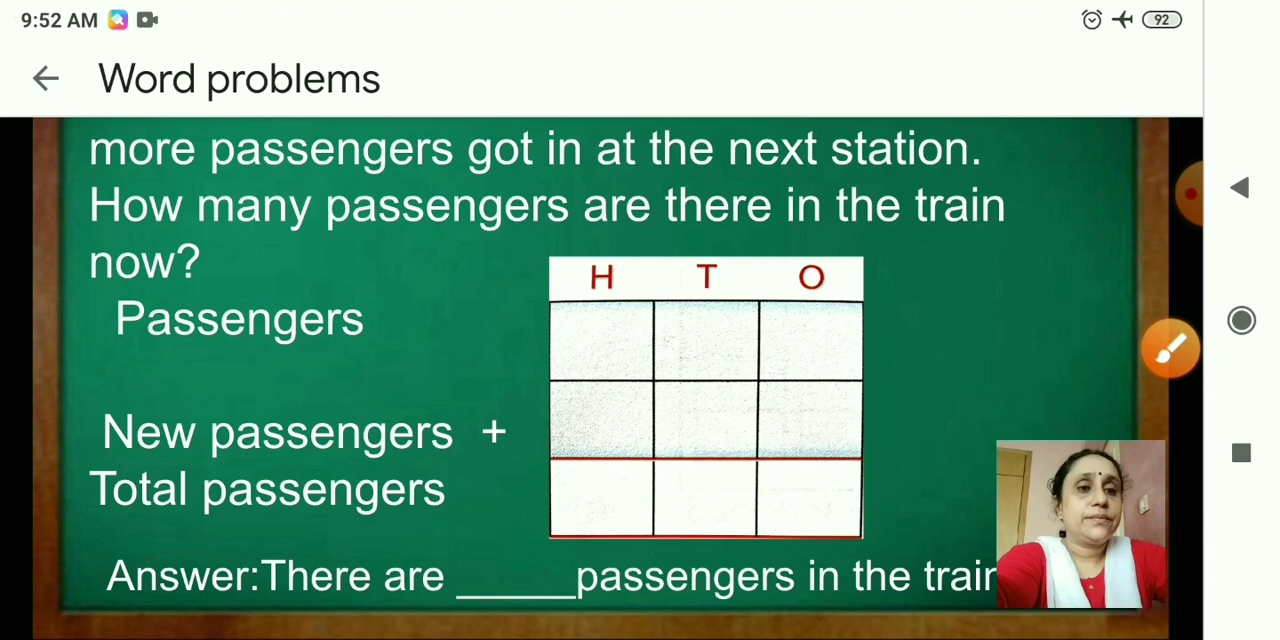 9:52 AM
92
Word problems
more passengers got in at the next station.
How many passengers are there in the train
now?
H T O
Passengers
New passengers +
Total passengers
Answer:There are ______passengers in the train